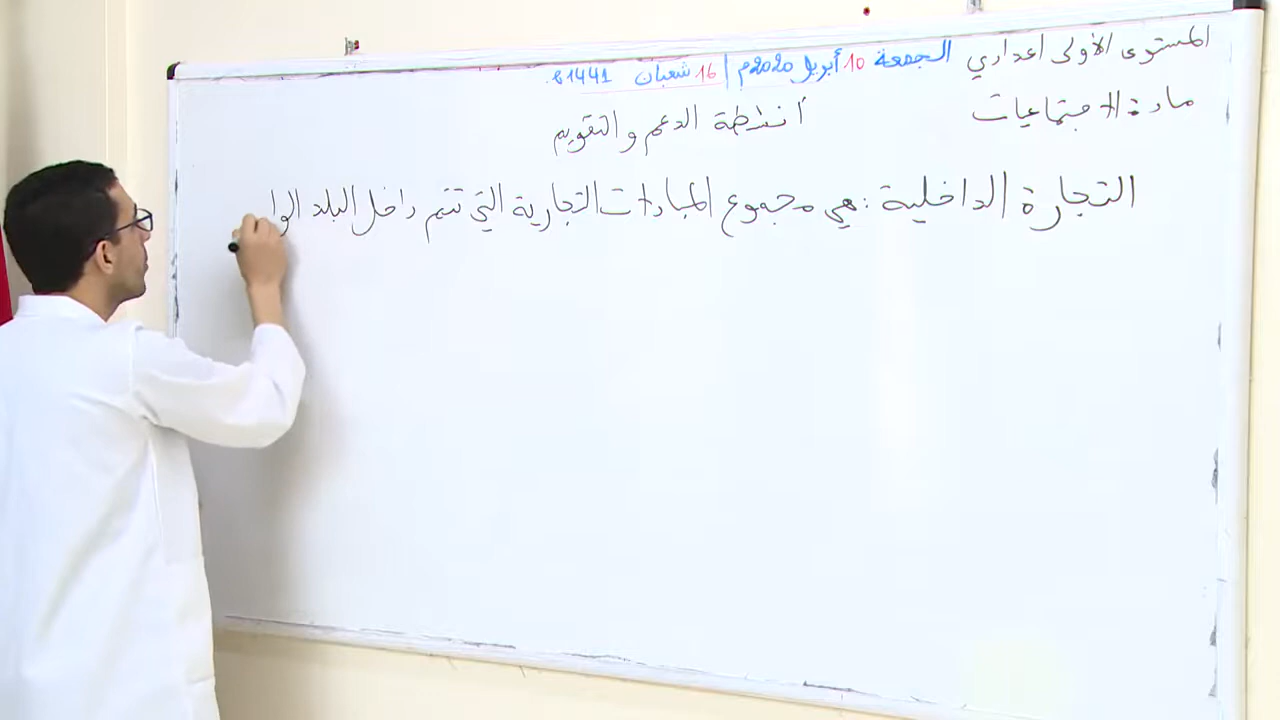 المستوى الأولى اعدادي الجمعة 10 أبريل 2020م | 16 شعبان 1441 ه
مادة الاجتماعيات
أنشطة الدعم والتقويم
التجارة الداخلية : هي مجموع المبادلات التجارية التي تتم داخل البلد الوا